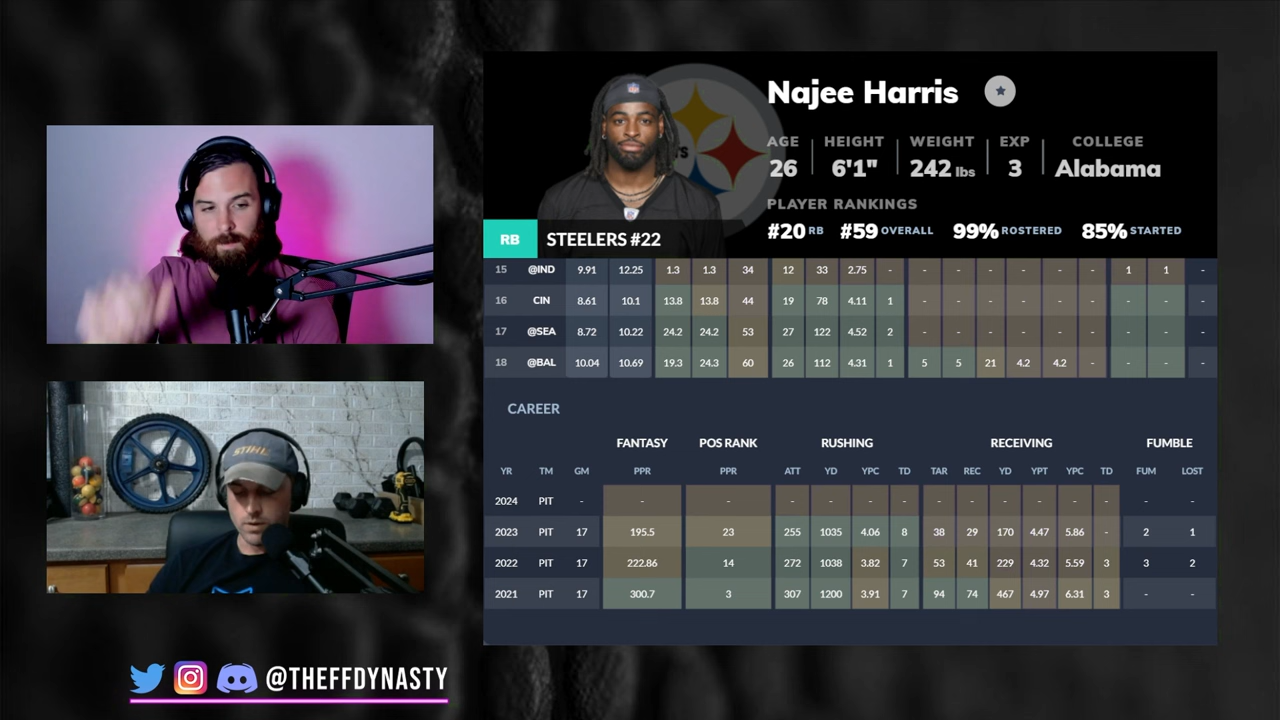 Najee Harris
AGE HEIGHT WEIGHT EXP COLLEGE
26 6'1" 242 lbs 3 Alabama
PLAYER RANKINGS
#20 RB #59 OVERALL 99% ROSTERED 85% STARTED
RB STEELERS #22
15 @IND 9.91 12.25 1.3 1.3 34 12 33 2.75 - - - - - - - 1 1 -
16 CIN 8.61 10.1 13.8 13.8 44 19 78 4.11 1 - - - - - - - - -
17 @SEA 8.72 10.22 24.2 24.2 53 27 122 4.52 2 - - - - - - - - -
18 @BAL 10.04 10.69 19.3 24.3 60 26 112 4.31 1 5 5 21 4.2 4.2 - - - -
CAREER
FANTASY POS RANK RUSHING RECEIVING FUMBLE
YR TM GM PPR PPR ATT YD YPC TD TAR REC YD YPT YPC TD FUM LOST
2024 PIT - - - - - - - - - - - - - - -
2023 PIT 17 195.5 23 255 1035 4.06 8 38 29 170 4.47 5.86 - 2 1
2022 PIT 17 222.86 14 272 1038 3.82 7 53 41 229 4.32 5.59 3 3 2
2021 PIT 17 300.7 3 307 1200 3.91 7 94 74 467 4.97 6.31 3 - -
STIHL
@THEFFDYNASTY